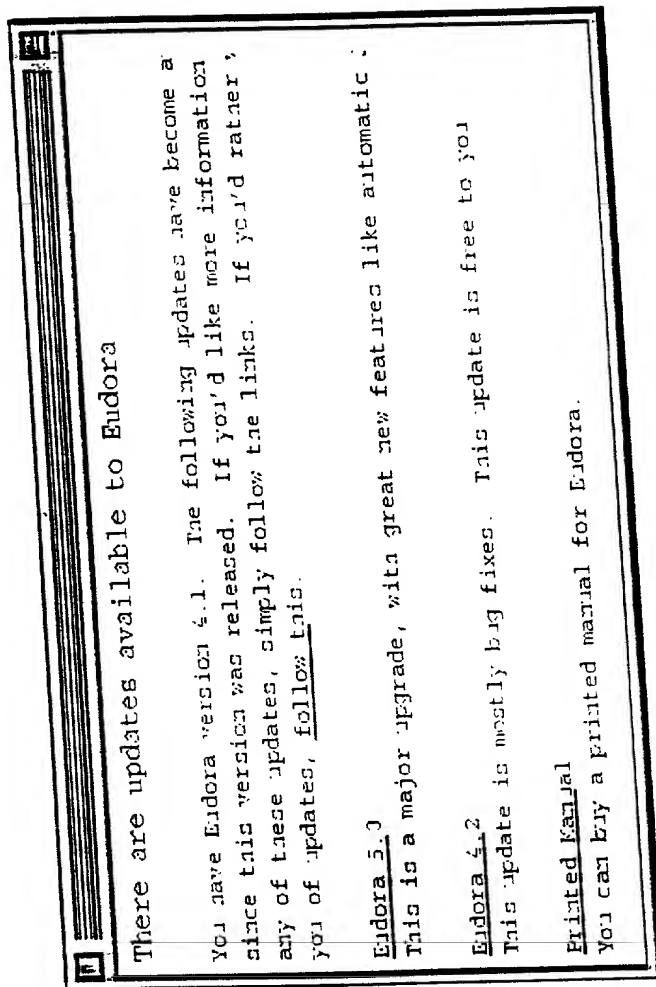 There are updates available to Eudora
You have Eudora version 4.1. The following updates have become a
since this version was released. If you'd like more information
any of these updates, simply follow the links. If you'd rather
you of updates, follow this.
Eudora 5.0
This is a major upgrade, with great new features like automatic
Eudora 4.2
This update is mostly bug fixes. This update is free to you
Printed Manual
You can buy a printed manual for Eudora.